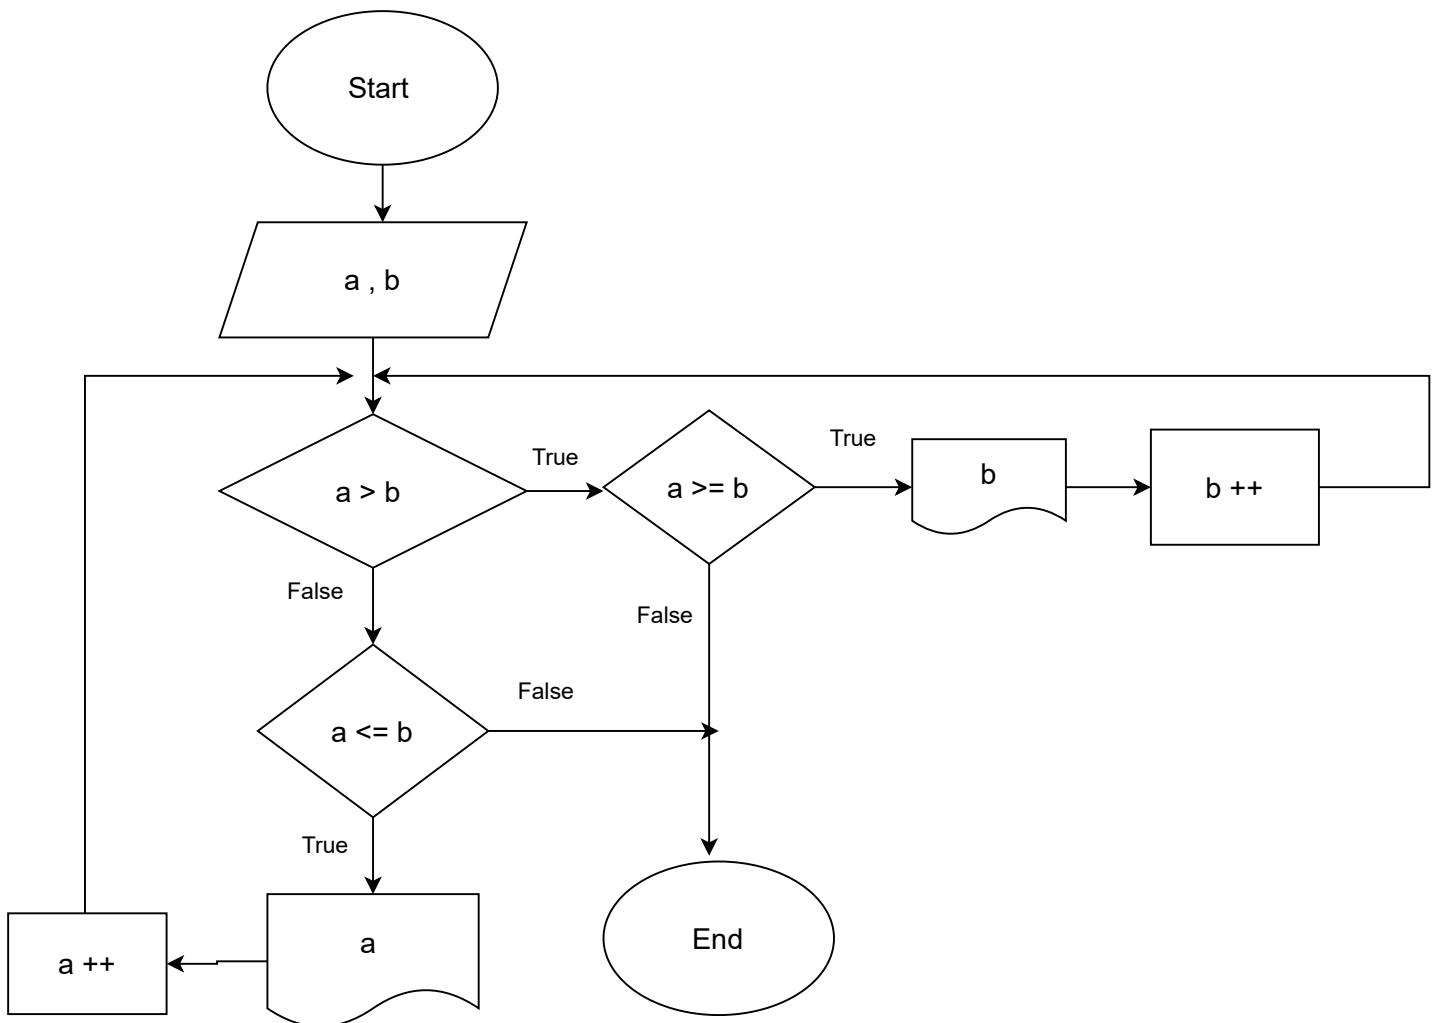 Start
a , b
a > b
True
a >= b
True
b
b ++
False
False
a <= b
False
True
a
a ++
End